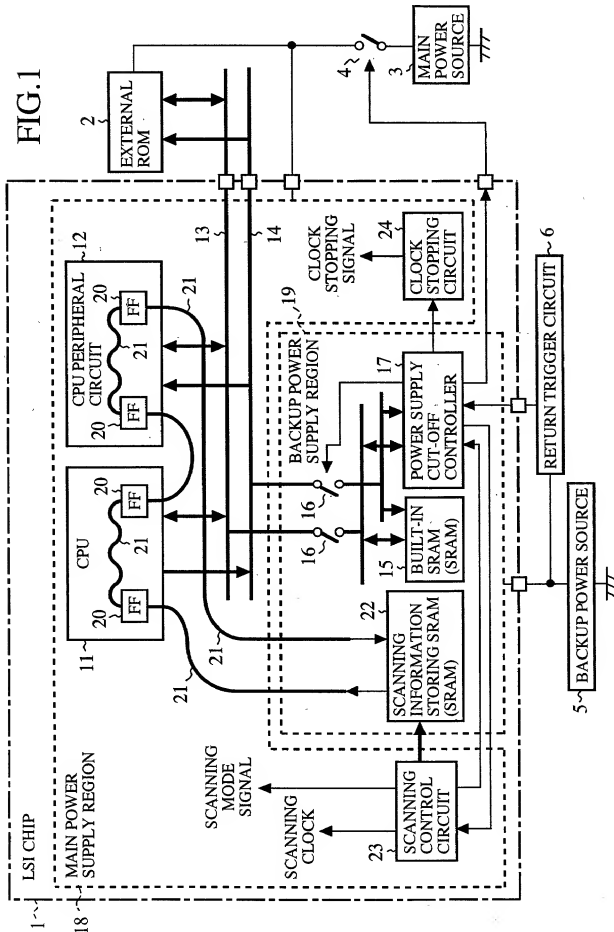 FIG.1
LSI CHIP
1
MAIN POWER
SUPPLY REGION
18
11
CPU
20
FF
21
20
FF
12
CPU PERIPHERAL
CIRCUIT
20
FF
21
20
FF
21
21
21
2
EXTERNAL
ROM
13
14
4
3
MAIN
POWER
SOURCE
SCANNING
MODE
SIGNAL
SCANNING
CLOCK
BACKUP POWER
SUPPLY REGION
19
16
16
CLOCK
STOPPING
SIGNAL
24
CLOCK
STOPPING
CIRCUIT
23
SCANNING
CONTROL
CIRCUIT
22
SCANNING
INFORMATION
STORING SRAM
(SRAM)
15
BUILT-IN
SRAM
(SRAM)
17
POWER SUPPLY
CUT-OFF
CONTROLLER
5
BACKUP POWER SOURCE
RETURN TRIGGER CIRCUIT
6